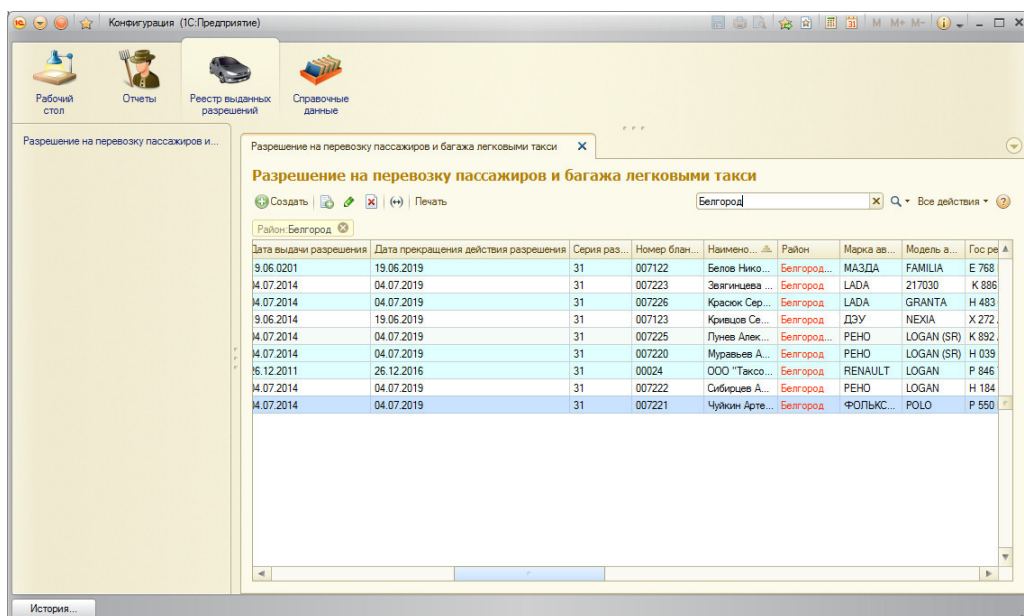 Конфигурация (1С:Предприятие)
M M+ M-
Рабочий стол
Отчеты
Реестр выданных разрешений
Справочные данные
Разрешение на перевозку пассажиров и...
Разрешение на перевозку пассажиров и багажа легковыми такси
Разрешение на перевозку пассажиров и багажа легковыми такси
Создать Печать Белгород Все действия
Район: Белгород
Дата выдачи разрешения Дата прекращения действия разрешения Серия раз... Номер блан... Наимено... Район Марка ав... Модель а... Гос ре
9.06.0201 19.06.2019 31 007122 Белов Нико... Белгород... МАЗДА FAMILIA E 768
04.07.2014 04.07.2019 31 007223 Звягинцева ... Белгород LADA 217030 K 886
04.07.2014 04.07.2019 31 007226 Красюк Сер... Белгород LADA GRANTA H 483
9.06.2014 19.06.2019 31 007123 Кривцов Се... Белгород ДЭУ NEXIA X 272
04.07.2014 04.07.2019 31 007225 Лунев Алек... Белгород... РЕНО LOGAN (SR) K 892
04.07.2014 04.07.2019 31 007220 Муравьев А... Белгород РЕНО LOGAN (SR) H 039
26.12.2011 26.12.2016 31 00024 ООО "Таксо... Белгород RENAULT LOGAN P 846
04.07.2014 04.07.2019 31 007222 Сибирцев А... Белгород РЕНО LOGAN H 184
04.07.2014 04.07.2019 31 007221 Чуйкин Арте... Белгород ФОЛЬКС... POLO P 550
История...